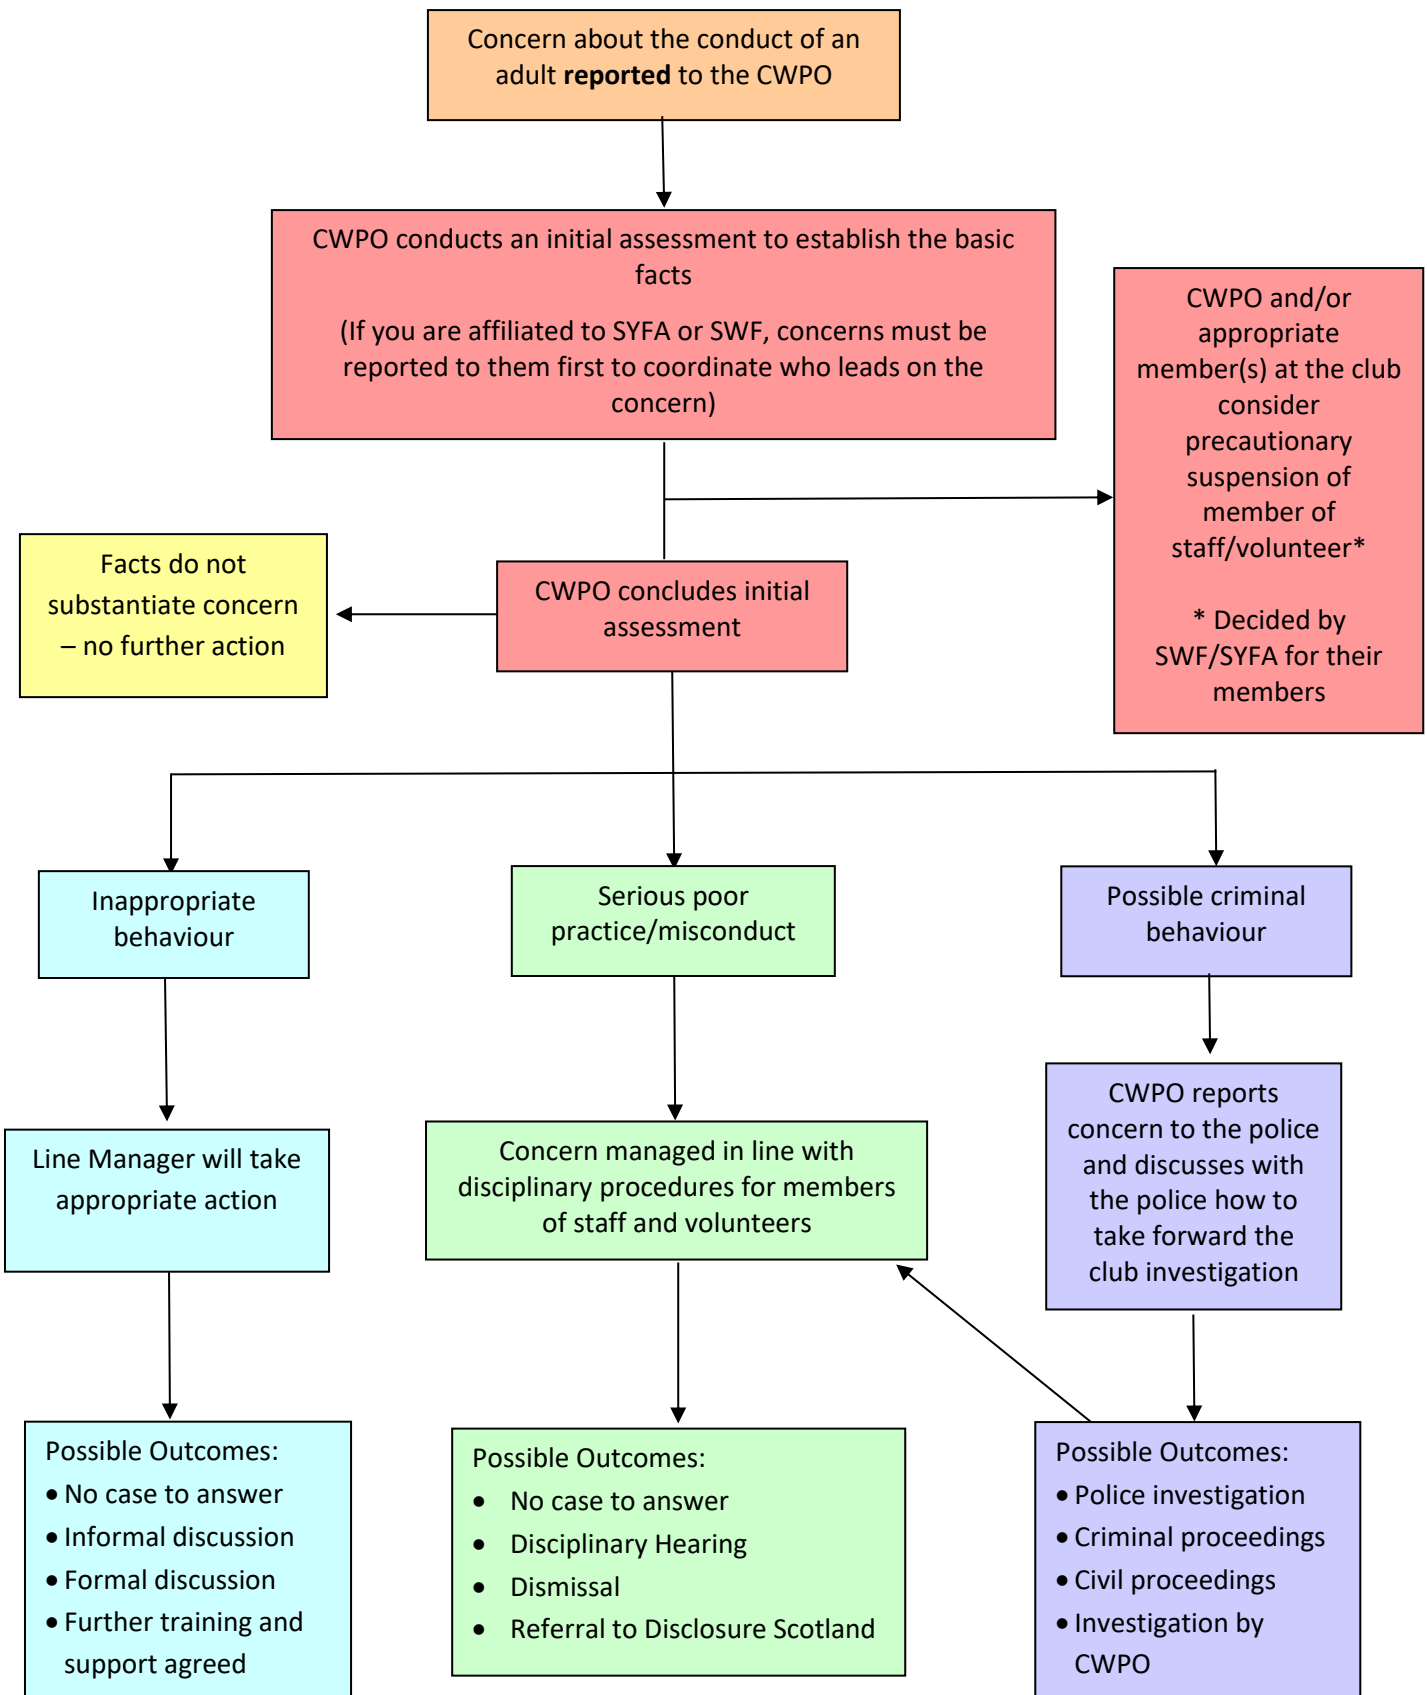 Concern about the conduct of an
adult reported to the CWPO
CWPO conducts an initial assessment to establish the basic
facts
(If you are affiliated to SYFA or SWF, concerns must be
reported to them first to coordinate who leads on the
concern)
CWPO and/or
appropriate
member(s) at the club
consider
precautionary
suspension of
member of
staff/volunteer*
* Decided by
SWF/SYFA for their
members
Facts do not
substantiate concern
– no further action
CWPO concludes initial
assessment
Inappropriate
behaviour
Serious poor
practice/misconduct
Possible criminal
behaviour
Line Manager will take
appropriate action
Concern managed in line with
disciplinary procedures for members
of staff and volunteers
CWPO reports
concern to the police
and discusses with
the police how to
take forward the
club investigation
Possible Outcomes:
• No case to answer
• Informal discussion
• Formal discussion
• Further training and
support agreed
Possible Outcomes:
• No case to answer
• Disciplinary Hearing
• Dismissal
• Referral to Disclosure Scotland
Possible Outcomes:
• Police investigation
• Criminal proceedings
• Civil proceedings
• Investigation by
CWPO